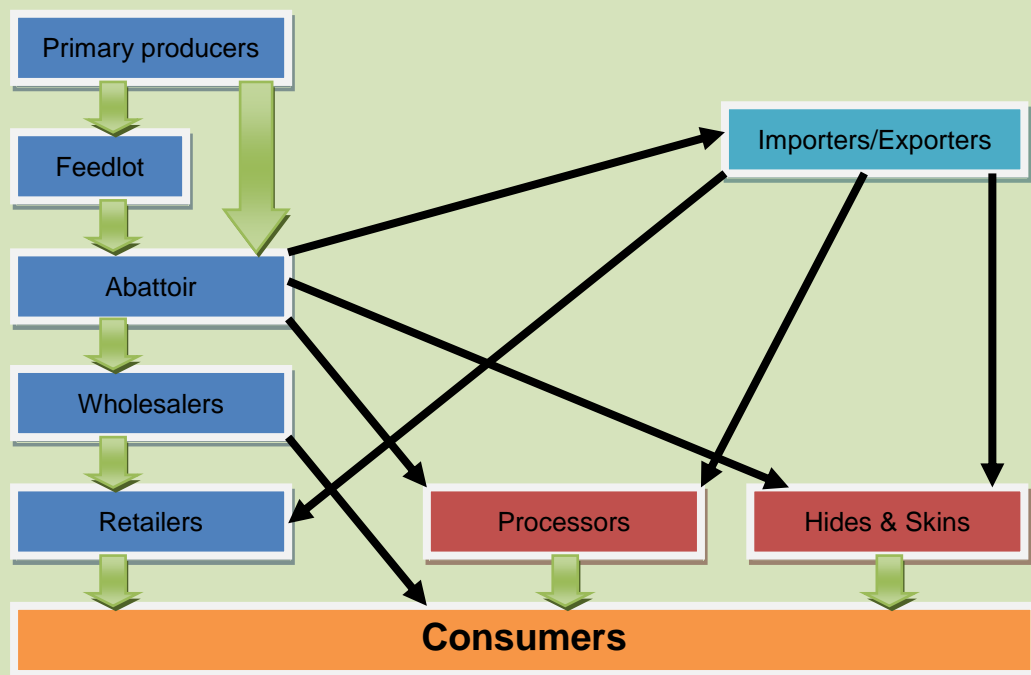 Primary producers
Importers/Exporters
Feedlot
Abattoir
Wholesalers
Retailers
Processors
Hides & Skins
Consumers